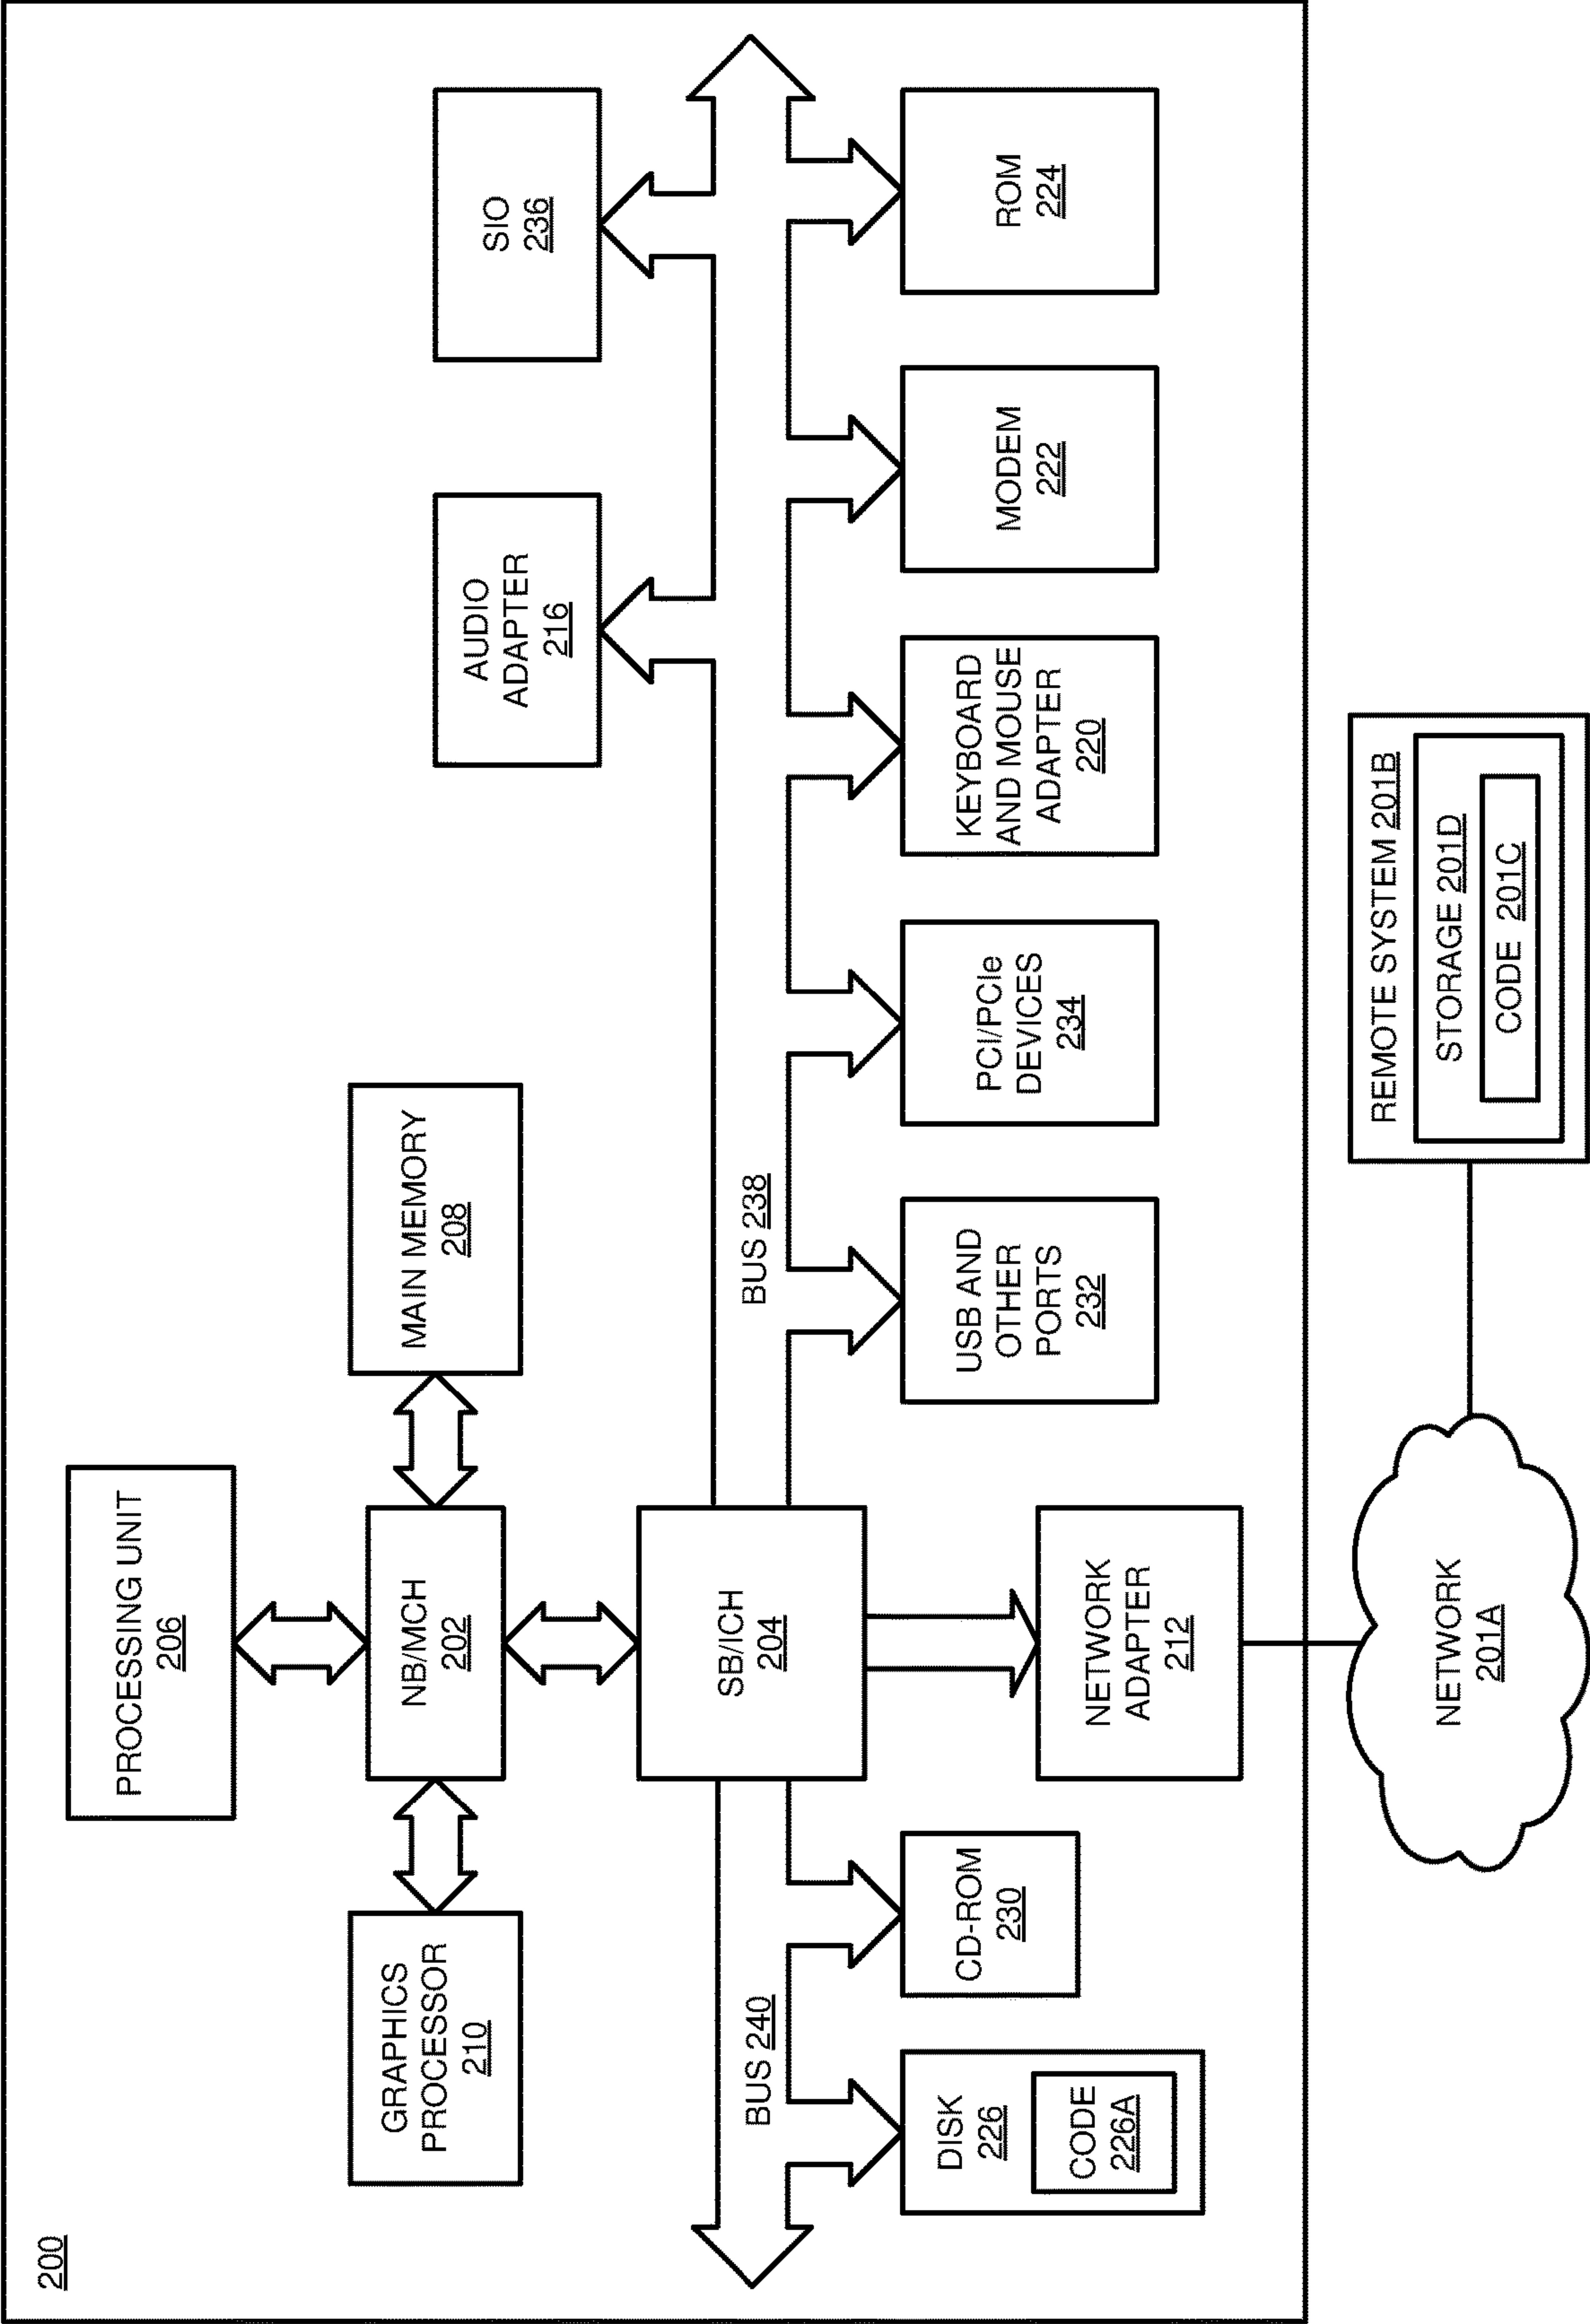 200
PROCESSING UNIT
206
GRAPHICS
PROCESSOR
210
NB/MCH
202
MAIN MEMORY
208
AUDIO
ADAPTER
216
SIO
236
SB/ICH
204
BUS 240
BUS 238
DISK
226
CODE
226A
CD-ROM
230
NETWORK
ADAPTER
212
USB AND
OTHER
PORTS
232
PCI/PCIe
DEVICES
234
KEYBOARD
AND MOUSE
ADAPTER
220
MODEM
222
ROM
224
NETWORK
201A
REMOTE SYSTEM 201B
STORAGE 201D
CODE 201C